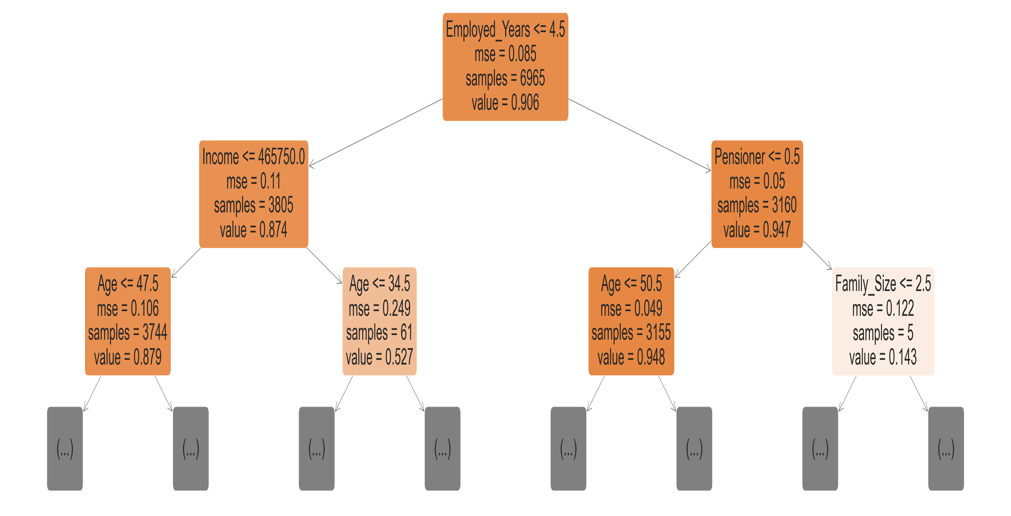 Employed_Years <= 4.5
mse = 0.085
samples = 6965
value = 0.906
Income <= 465750.0
mse = 0.11
samples = 3805
value = 0.874
Pensioner <= 0.5
mse = 0.05
samples = 3160
value = 0.947
Age <= 47.5
mse = 0.106
samples = 3744
value = 0.879
Age <= 34.5
mse = 0.249
samples = 61
value = 0.527
Age <= 50.5
mse = 0.049
samples = 3155
value = 0.948
Family_Size <= 2.5
mse = 0.122
samples = 5
value = 0.143
(...)
(...)
(...)
(...)
(...)
(...)
(...)
(...)